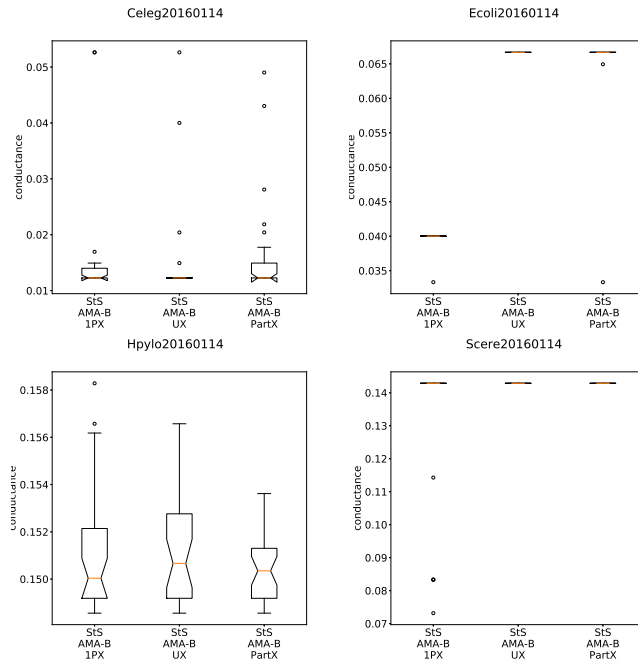 Celeg20160114
conductance
0.05
0.04
0.03
0.02
0.01
StS StS StS
AMA-B AMA-B AMA-B
1PX UX PartX
Ecoli20160114
conductance
0.065
0.060
0.055
0.050
0.045
0.040
0.035
StS StS StS
AMA-B AMA-B AMA-B
1PX UX PartX
Hpylo20160114
conductance
0.158
0.156
0.154
0.152
0.150
StS StS StS
AMA-B AMA-B AMA-B
1PX UX PartX
Scere20160114
conductance
0.14
0.13
0.12
0.11
0.10
0.09
0.08
0.07
StS StS StS
AMA-B AMA-B AMA-B
1PX UX PartX